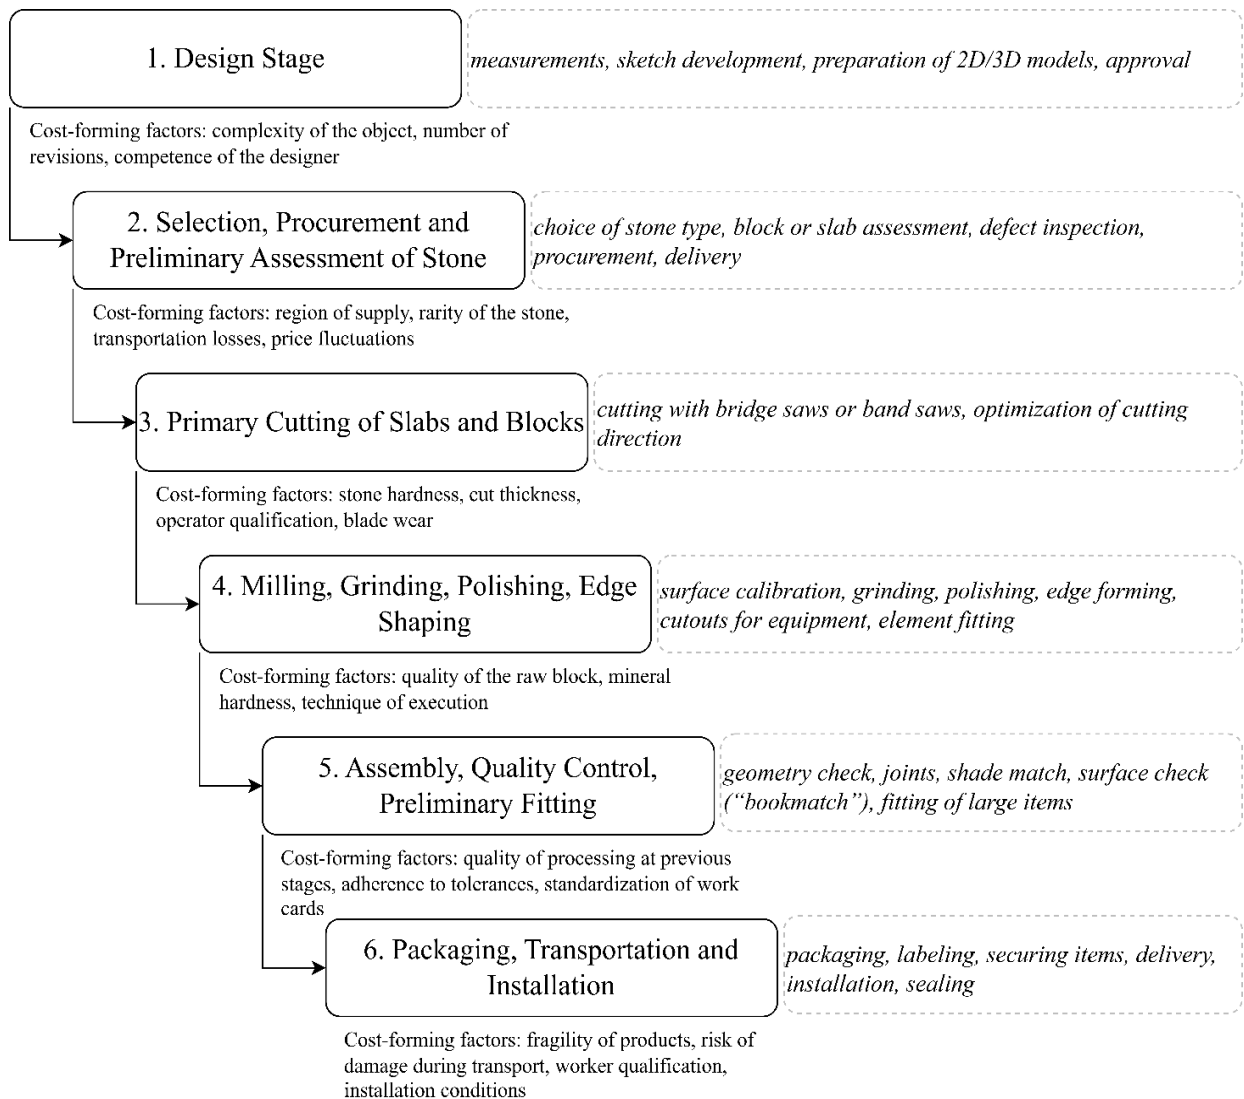 1. Design Stage
measurements, sketch development, preparation of 2D/3D models, approval
Cost-forming factors: complexity of the object, number of
revisions, competence of the designer
2. Selection, Procurement and
Preliminary Assessment of Stone
choice of stone type, block or slab assessment, defect inspection,
procurement, delivery
Cost-forming factors: region of supply, rarity of the stone,
transportation losses, price fluctuations
3. Primary Cutting of Slabs and Blocks
cutting with bridge saws or band saws, optimization of cutting
direction
Cost-forming factors: stone hardness, cut thickness,
operator qualification, blade wear
4. Milling, Grinding, Polishing, Edge
Shaping
surface calibration, grinding, polishing, edge forming,
cutouts for equipment, element fitting
Cost-forming factors: quality of the raw block, mineral
hardness, technique of execution
5. Assembly, Quality Control,
Preliminary Fitting
geometry check, joints, shade match, surface check
(“bookmatch”), fitting of large items
Cost-forming factors: quality of processing at previous
stages, adherence to tolerances, standardization of work
cards
6. Packaging, Transportation and
Installation
packaging, labeling, securing items, delivery,
installation, sealing
Cost-forming factors: fragility of products, risk of
damage during transport, worker qualification,
installation conditions